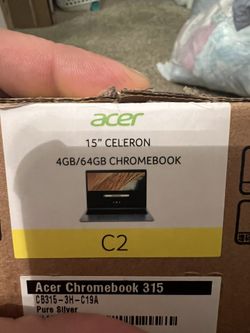 acer
15" CELERON
4GB/64GB CHROMEBOOK
C2
Acer Chromebook 315
CB315-3H-C19A
Pure Silver